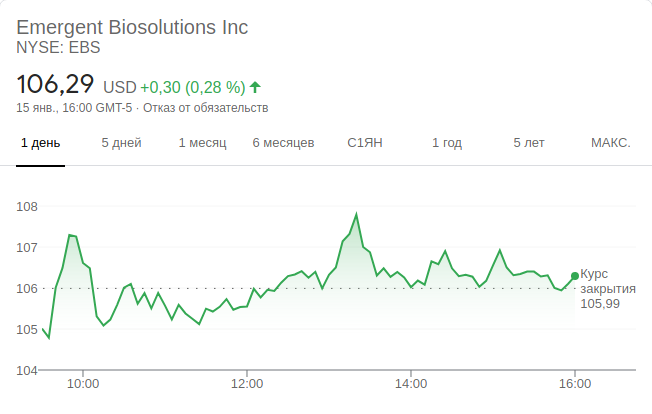 Emergent Biosolutions Inc
NYSE: EBS
106,29 USD +0,30 (0,28 %)
15 янв., 16:00 GMT-5 · Отказ от обязательств
1 день 5 дней 1 месяц 6 месяцев С1ЯН 1 год 5 лет МАКС.
108
107
106
105
104
Курс
закрытия
105,99
10:00 12:00 14:00 16:00